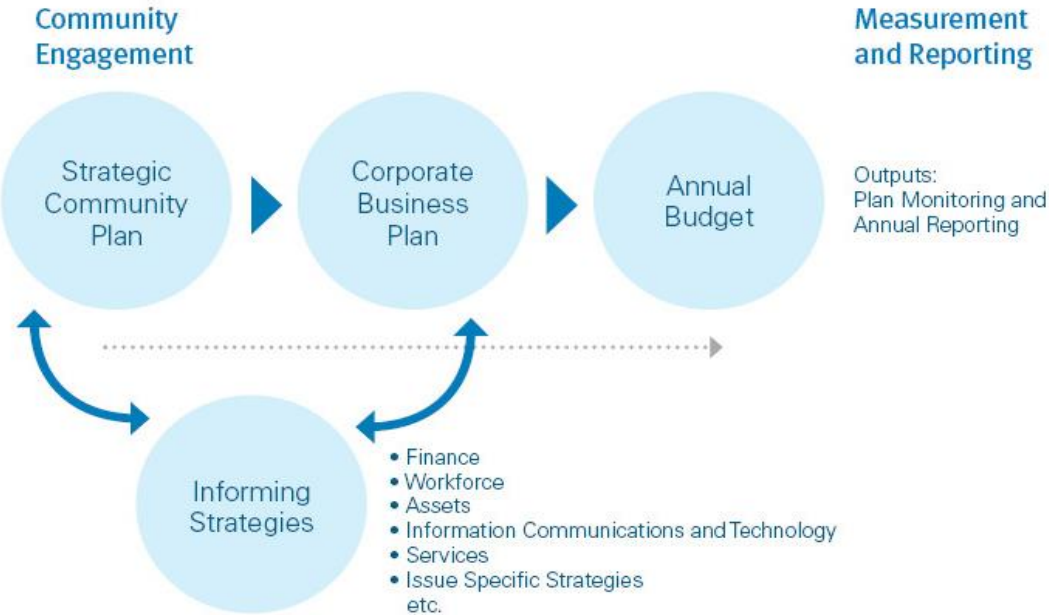 Community
Engagement
Measurement
and Reporting
Strategic
Community
Plan
Corporate
Business
Plan
Annual
Budget
Outputs:
Plan Monitoring and
Annual Reporting
Informing
Strategies
• Finance
• Workforce
• Assets
• Information Communications and Technology
• Services
• Issue Specific Strategies
etc.